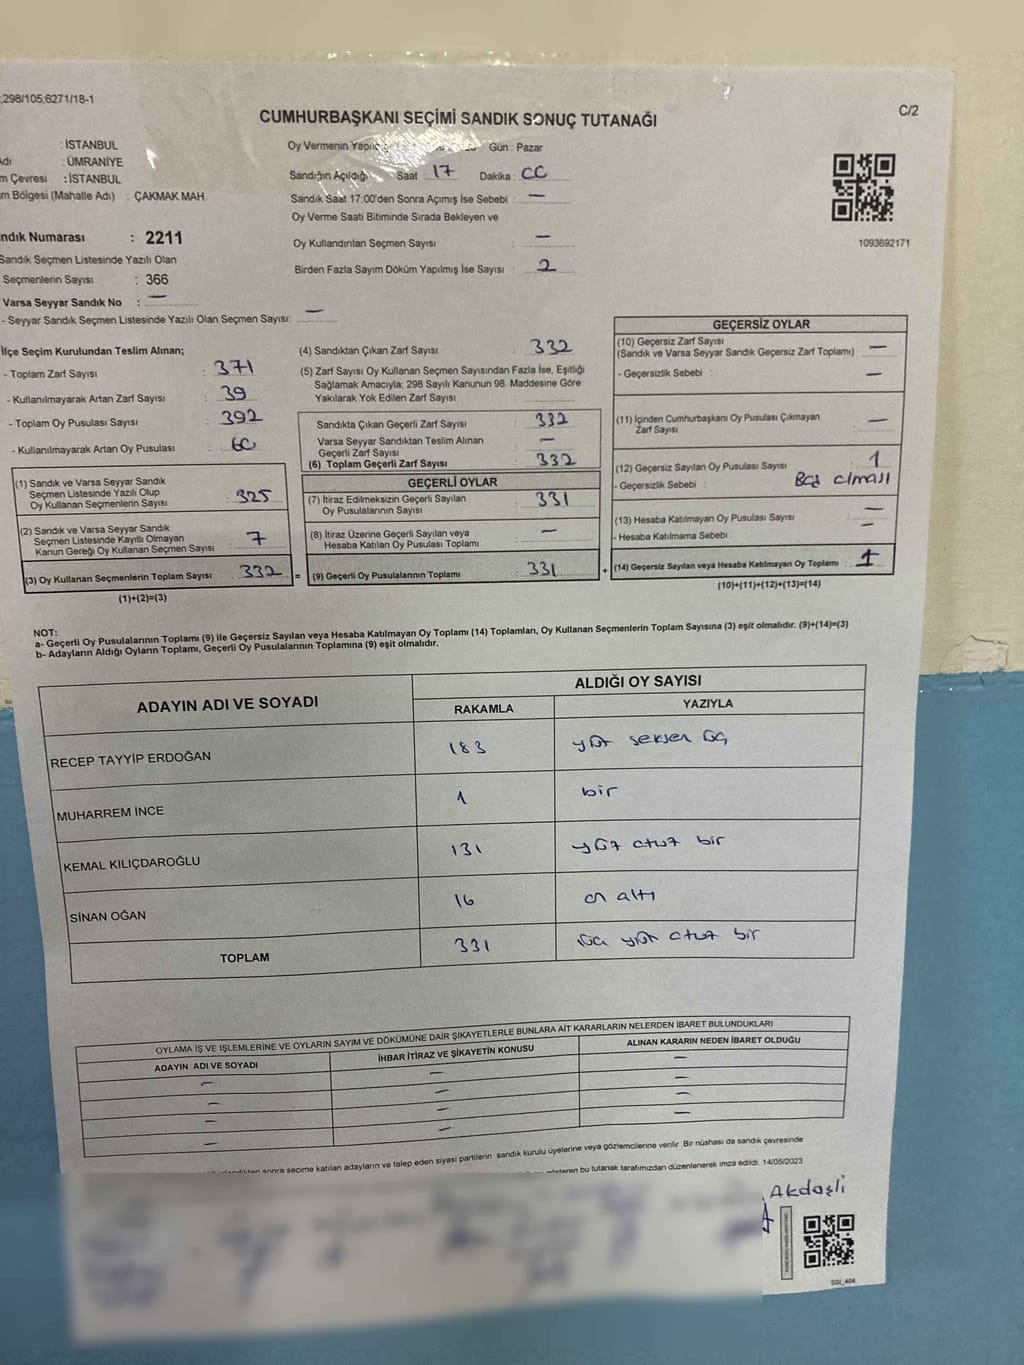 ,298/105,6271/18-1
C/2
CUMHURBAŞKANI SEÇİMİ SANDIK SONUÇ TUTANAĞI
: İSTANBUL
Adı : ÜMRANİYE
m Çevresi : İSTANBUL
m Bölgesi (Mahalle Adı) : ÇAKMAK MAH.
Oy Vermenin Gün : Pazar
Sandığın Açıldığı Saat 17 Dakika : 00
Sandık Saat 17:00'den Sonra Açımış İse Sebebi : —
Oy Verme Saati Bitiminde Sırada Bekleyen ve
Oy Kullandırılan Seçmen Sayısı : —
Birden Fazla Sayım Döküm Yapılmış İse Sayısı : 2
1093692171
ndık Numarası : 2211
Sandık Seçmen Listesinde Yazılı Olan
Seçmenlerin Sayısı : 366
Varsa Seyyar Sandık No : —
- Seyyar Sandık Seçmen Listesinde Yazılı Olan Seçmen Sayısı: —
İlçe Seçim Kurulundan Teslim Alınan;
- Toplam Zarf Sayısı : 371
- Kullanılmayarak Artan Zarf Sayısı : 39
- Toplam Oy Pusulası Sayısı : 392
- Kullanılmayarak Artan Oy Pusulası : 60
(1) Sandık ve Varsa Seyyar Sandık
Seçmen Listesinde Yazılı Olup
Oy Kullanan Seçmenlerin Sayısı : 325
(2) Sandık ve Varsa Seyyar Sandık
Seçmen Listesinde Kayıtlı Olmayan
Kanun Gereği Oy Kullanan Seçmen Sayısı : 7
(3) Oy Kullanan Seçmenlerin Toplam Sayısı : 332 =
(1)+(2)=(3)
(4) Sandıktan Çıkan Zarf Sayısı : 332
(5) Zarf Sayısı Oy Kullanan Seçmen Sayısından Fazla İse, Eşitliği
Sağlamak Amacıyla; 298 Sayılı Kanunun 98. Maddesine Göre
Yakılarak Yok Edilen Zarf Sayısı :
Sandıkta Çıkan Geçerli Zarf Sayısı : 332
Varsa Seyyar Sandıktan Teslim Alınan
Geçerli Zarf Sayısı : —
(6) Toplam Geçerli Zarf Sayısı : 332
GEÇERLİ OYLAR
(7) İtiraz Edilmeksizin Geçerli Sayılan
Oy Pusulalarının Sayısı : 331
(8) İtiraz Üzerine Geçerli Sayılan veya
Hesaba Katılan Oy Pusulası Toplamı : —
(9) Geçerli Oy Pusulalarının Toplamı 331 +
GEÇERSİZ OYLAR
(10) Geçersiz Zarf Sayısı
(Sandık ve Varsa Seyyar Sandık Geçersiz Zarf Toplamı) : —
- Geçersizlik Sebebi : —
(11) İçinden Cumhurbaşkanı Oy Pusulası Çıkmayan
Zarf Sayısı : —
(12) Geçersiz Sayılan Oy Pusulası Sayısı : 1
- Geçersizlik Sebebi : Boş olması
(13) Hesaba Katılmayan Oy Pusulası Sayısı : —
- Hesaba Katılmama Sebebi : —
(14) Geçersiz Sayılan veya Hesaba Katılmayan Oy Toplamı : 1
(10)+(11)+(12)+(13)=(14)
NOT:
a- Geçerli Oy Pusulalarının Toplamı (9) ile Geçersiz Sayılan veya Hesaba Katılmayan Oy Toplamı (14) Toplamları, Oy Kullanan Seçmenlerin Toplam Sayısına (3) eşit olmalıdır. (9)+(14)=(3)
b- Adayların Aldığı Oyların Toplamı, Geçerli Oy Pusulalarının Toplamına (9) eşit olmalıdır.
ADAYIN ADI VE SOYADI
ALDIĞI OY SAYISI
RAKAMLA YAZIYLA
RECEP TAYYİP ERDOĞAN 183 yüz seksen üç
MUHARREM İNCE 1 bir
KEMAL KILIÇDAROĞLU 131 yüz otuz bir
SİNAN OĞAN 16 on altı
TOPLAM 331 üç yüz otuz bir
OYLAMA İŞ VE İŞLEMLERİNE VE OYLARIN SAYIM VE DÖKÜMÜNE DAİR ŞİKAYETLERLE BUNLARA AİT KARARLARIN NELERDEN İBARET BULUNDUKLARI
ADAYIN ADI VE SOYADI İHBAR İTİRAZ VE ŞİKAYETİN KONUSU ALINAN KARARIN NEDEN İBARET OLDUĞU
— — —
— — —
— — —
— — —
sonra seçime katılan adayların ve talep eden siyasi partilerin sandık kurulu üyelerine veya gözlemcilerine verilir. Bir nüshası da sandık çevresinde
gösteren bu tutanak tarafımızdan düzenlenerek imza edildi. 14/05/2023
Akdaşlı
SSI_404